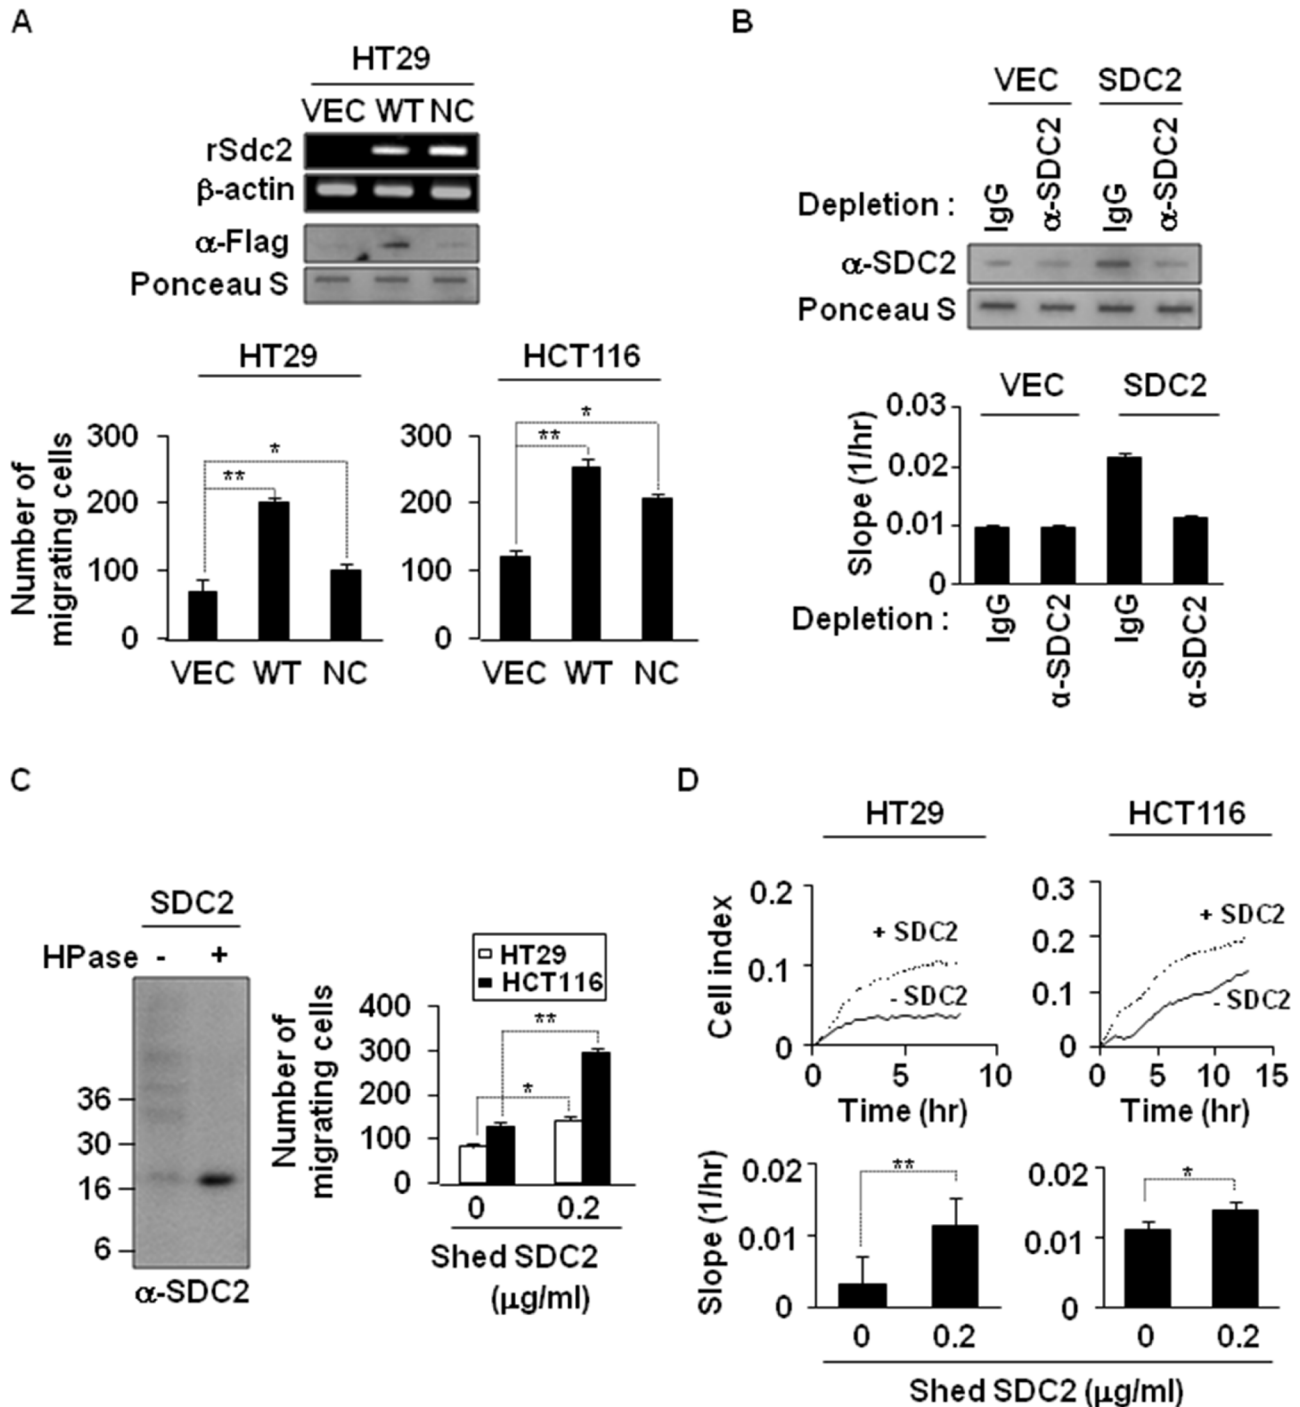 A
HT29
VEC WT NC
rSdc2
β-actin
α-Flag
Ponceau S
HT29
HCT116
Number of
migrating cells
300
200
100
0
**
*
VEC WT NC
300
200
100
0
**
*
VEC WT NC
B
VEC SDC2
Depletion : IgG α-SDC2 IgG α-SDC2
α-SDC2
Ponceau S
VEC SDC2
Slope (1/hr)
0.03
0.02
0.01
0
Depletion : IgG α-SDC2 IgG α-SDC2
C
SDC2
HPase - +
36
30
16
6
α-SDC2
HT29
HCT116
Number of
migrating cells
400
300
200
100
0
*
**
0 0.2
Shed SDC2
(μg/ml)
D
HT29
HCT116
Cell index
0.2
0.1
0
+ SDC2
- SDC2
0 5 10
Time (hr)
0.3
0.2
0.1
0
+ SDC2
- SDC2
0 5 10 15
Time (hr)
Slope (1/hr)
0.02
0.01
0
**
0 0.2
0.02
0.01
0
*
0 0.2
Shed SDC2 (μg/ml)